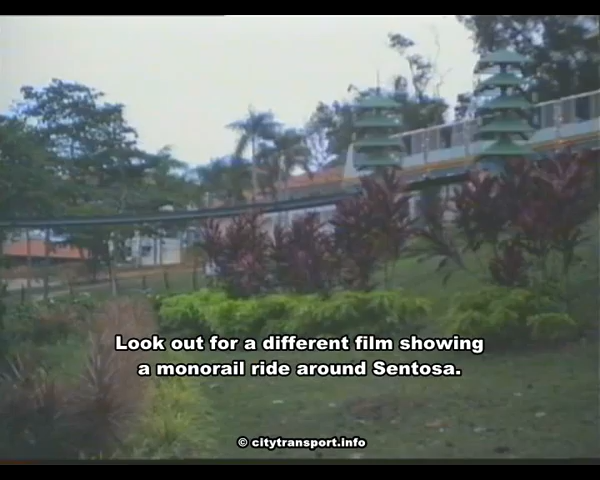 Look out for a different film showing
a monorail ride around Sentosa.
© citytransport.info